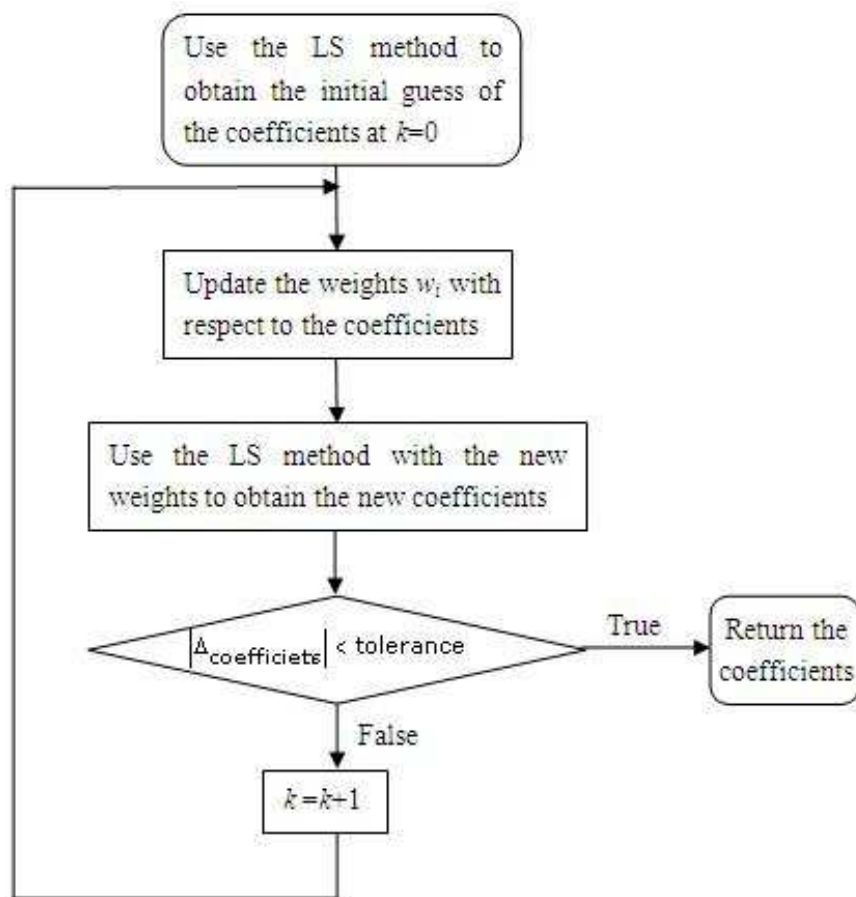 Use the LS method to
obtain the initial guess of
the coefficients at k=0
Update the weights wi with
respect to the coefficients
Use the LS method with the new
weights to obtain the new coefficients
|Δcoefficiets| < tolerance
True
Return the
coefficients
False
k=k+1